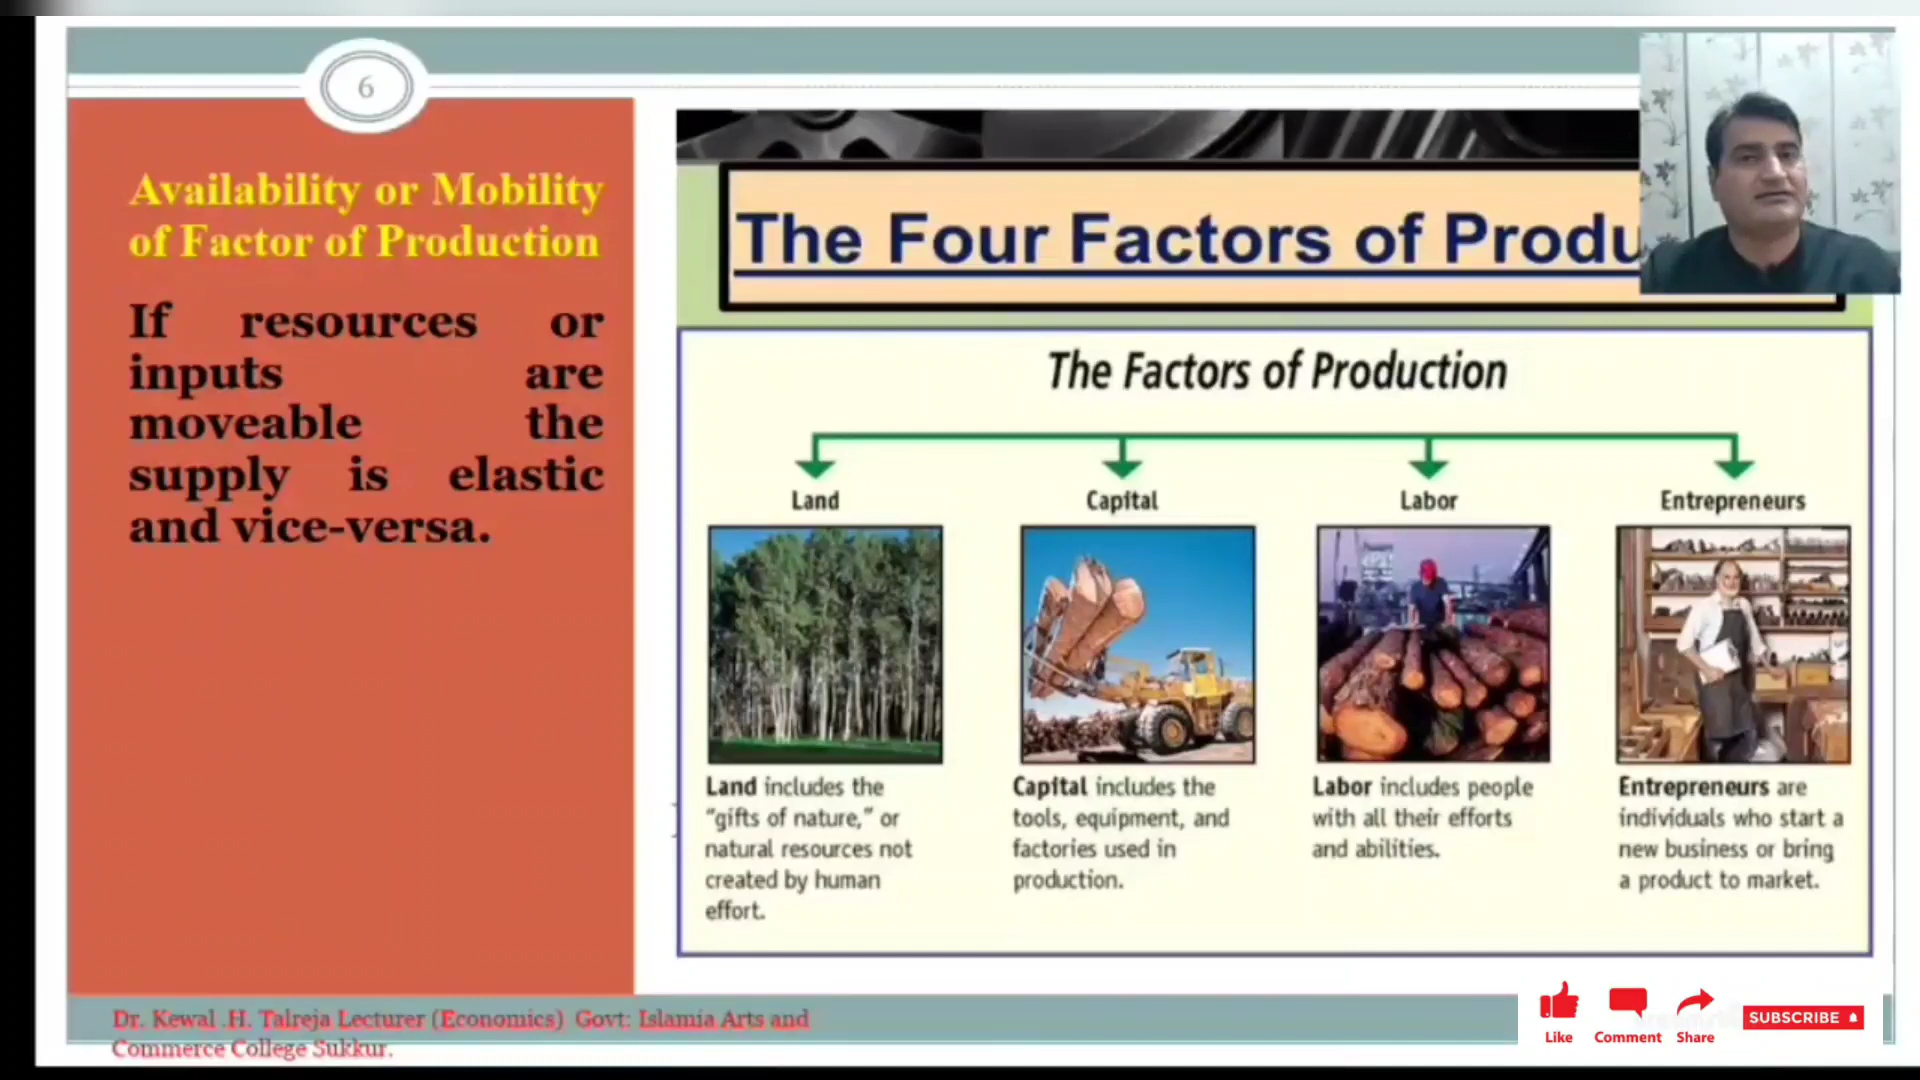 6
Availability or Mobility
of Factor of Production
If resources or
inputs are
moveable the
supply is elastic
and vice-versa.
The Four Factors of Produ
The Factors of Production
Land
Capital
Labor
Entrepreneurs
Land includes the
“gifts of nature,” or
natural resources not
created by human
effort.
Capital includes the
tools, equipment, and
factories used in
production.
Labor includes people
with all their efforts
and abilities.
Entrepreneurs are
individuals who start a
new business or bring
a product to market.
Dr. Kewal .H. Talreja Lecturer (Economics) Govt: Islamia Arts and
Commerce College Sukkur.
Like
Comment
Share
SUBSCRIBE